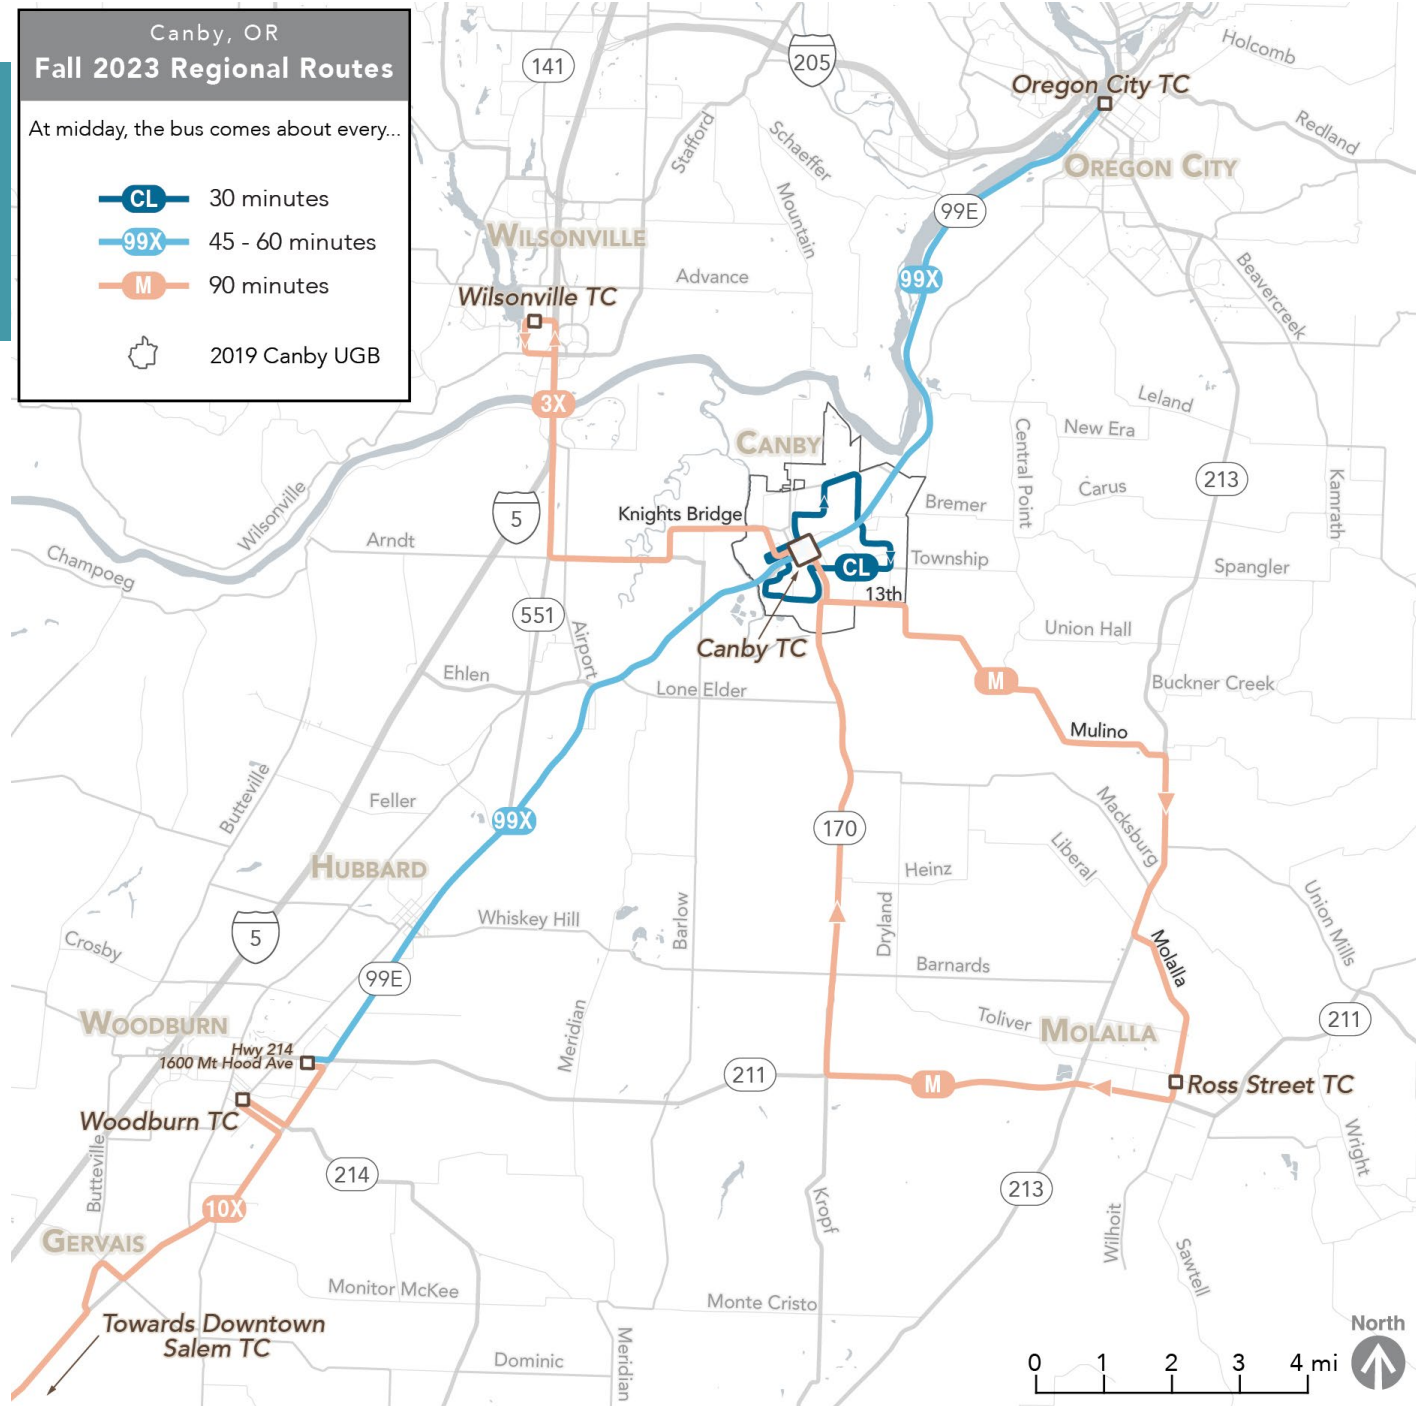 Canby, OR
Fall 2023 Regional Routes
At midday, the bus comes about every...
CL 30 minutes
99X 45 - 60 minutes
M 90 minutes
2019 Canby UGB
141
205
Oregon City TC
Holcomb
Redland
Stafford
Schaeffer
Mountain
OREGON CITY
99E
WILSONVILLE
Advance
99X
Beavercreek
Wilsonville TC
3X
CANBY
Leland
New Era
Central Point
213
Kamrath
Carus
Bremer
Wilsonville
5
Knights Bridge
Arndt
Champoeg
CL
Township
Spangler
13th
551
Airport
Union Hall
Canby TC
Ehlen
Lone Elder
M
Buckner Creek
Mulino
Butteville
Feller
99X
170
Macksburg
Liberal
HUBBARD
Heinz
Union Mills
Whiskey Hill
Barlow
Dryland
5
Crosby
Molalla
Barnards
99E
WOODBURN
Meridian
Toliver
MOLALLA
211
Hwy 214
1600 Mt Hood Ave
211
M
Ross Street TC
Woodburn TC
Butteville
Wright
214
213
10X
Kropf
Wilhoit
GERVAIS
Sawtell
Monitor McKee
Monte Cristo
Towards Downtown
Salem TC
North
Dominic
Meridian
0 1 2 3 4 mi